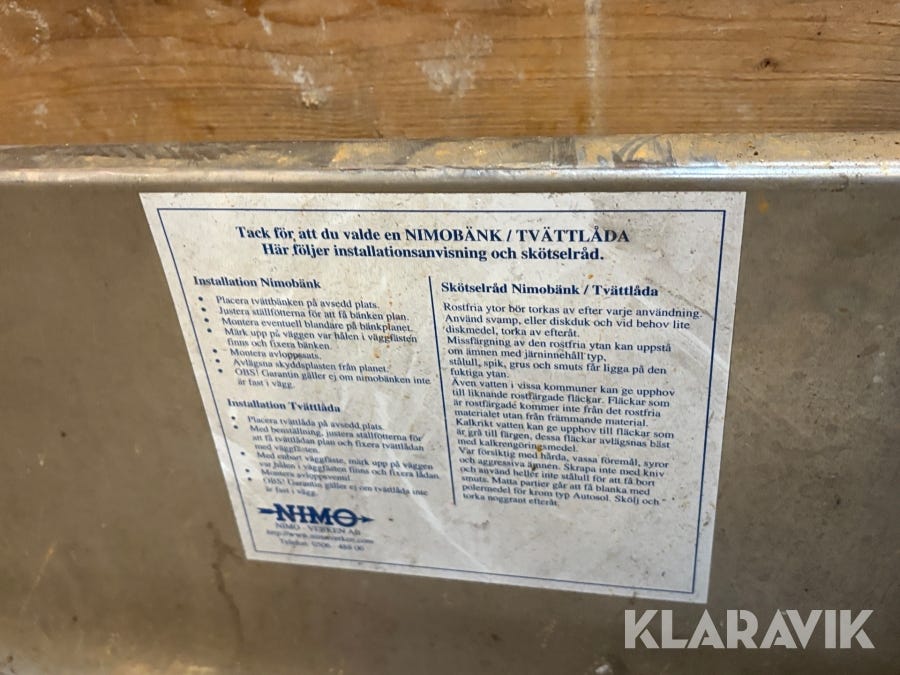 Tack för att du valde en NIMOBÄNK / TVÄTTLÅDA
Här följer installationsanvisning och skötselråd.
Installation Nimobänk
• Placera tvättbänken på avsedd plats.
• Justera ställfötterna för att få bänken plan.
• Montera eventuell blandare på bänkplanet.
• Märk upp på väggen var hålen i väggfästen
finns och fixera bänken.
• Montera avloppssats.
• Avlägsna skyddsplasten från planet.
• OBS! Garantin gäller ej om nimobänken inte
är fast i vägg.
Installation Tvättlåda
• Placera tvättlåda på avsedd plats.
• Med benställning, justera ställfötterna för
att få tvättlådan plan och fixera tvättlådan
med väggfästen.
• Med enbart väggfäste, märk upp på väggen
var hålen i väggfästen finns och fixera lådan
• Montera avloppsventil
• OBS! Garantin gäller ej om tvättlåda inte
är fast i vägg.
NIMO
NIMO - VERKEN AB
http://www.nimoverken.com
Telefon 0506 - 488 00
Skötselråd Nimobänk / Tvättlåda
Rostfria ytor bör torkas av efter varje användning.
Använd svamp, eller diskduk och vid behov lite
diskmedel, torka av efteråt.
Missfärgning av den rostfria ytan kan uppstå
om ämnen med järninnehåll typ,
stålull, spik, grus och smuts får ligga på den
fuktiga ytan.
Även vatten i vissa kommuner kan ge upphov
till liknande rostfärgade fläckar. Fläckar som
är rostfärgade kommer inte från det rostfria
materialet utan från främmande material.
Kalkrikt vatten kan ge upphov till fläckar som
är grå till färgen, dessa fläckar avlägsnas bäst
med kalkrengöringsmedel.
Var försiktig med hårda, vassa föremål, syror
och aggressiva ämnen. Skrapa inte med kniv
och använd heller inte stålull för att få bort
smuts. Matta partier går att få blanka med
polermedel för krom typ Autosol. Skölj och
torka noggrant efteråt.
KLARAVIK